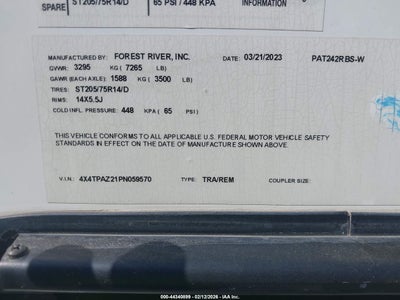 SPARE ST205/75R14/D 65 PSI / 448 KPA INFORMATION
MANUFACTURED BY: FOREST RIVER, INC. DATE: 03/21/2023 PAT242RBS-W
GVWR: 3295 KG ( 7265 LB)
GAWR (EACH AXLE): 1588 KG ( 3500 LB)
TIRES: ST205/75R14/D
RIMS: 14X5.5J
COLD INFL. PRESSURE: 448 KPA ( 65 PSI)
THIS VEHICLE CONFORMS TO ALL APPLICABLE U.S. FEDERAL MOTOR VEHICLE SAFETY
STANDARDS IN EFFECT ON THE DATE OF MANUFACTURE SHOWN ABOVE.
V.I.N.: 4X4TPAZ21PN059570 TYPE: TRA/REM COUPLER SIZE:
000-44340899 - 02/12/2026 - IAA Inc.